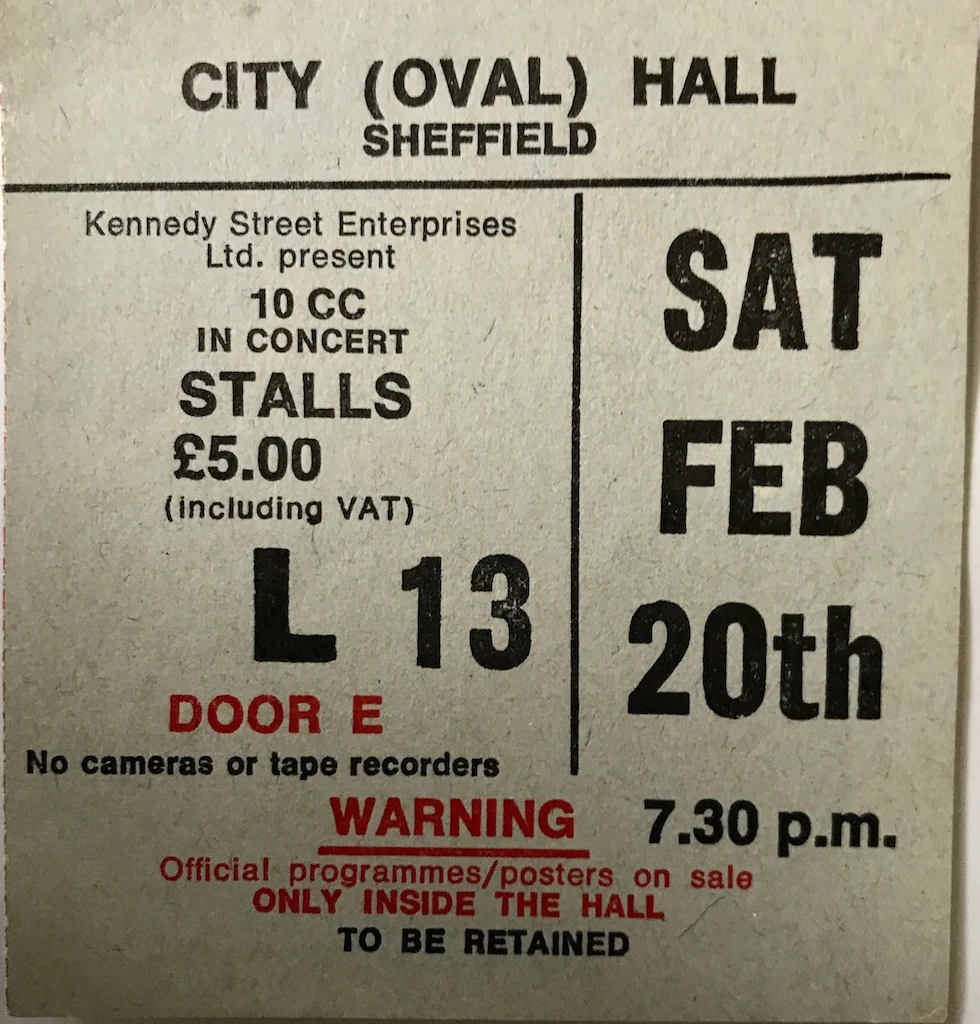 CITY (OVAL) HALL
SHEFFIELD
Kennedy Street Enterprises
Ltd. present
10 CC
IN CONCERT
STALLS
£5.00
(including VAT)
L 13
DOOR E
No cameras or tape recorders
SAT
FEB
20th
7.30 p.m.
WARNING
Official programmes/posters on sale
ONLY INSIDE THE HALL
TO BE RETAINED